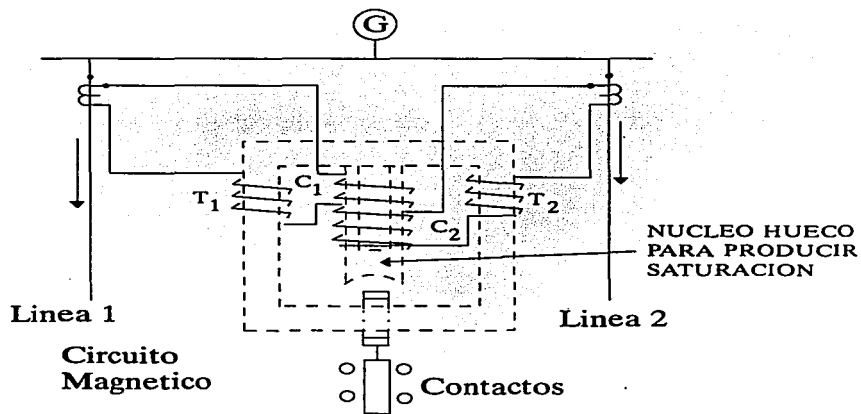 G
C1
T1
T2
C2
NUCLEO HUECO
PARA PRODUCIR
SATURACION
Linea 1
Linea 2
Circuito
Magnetico
Contactos